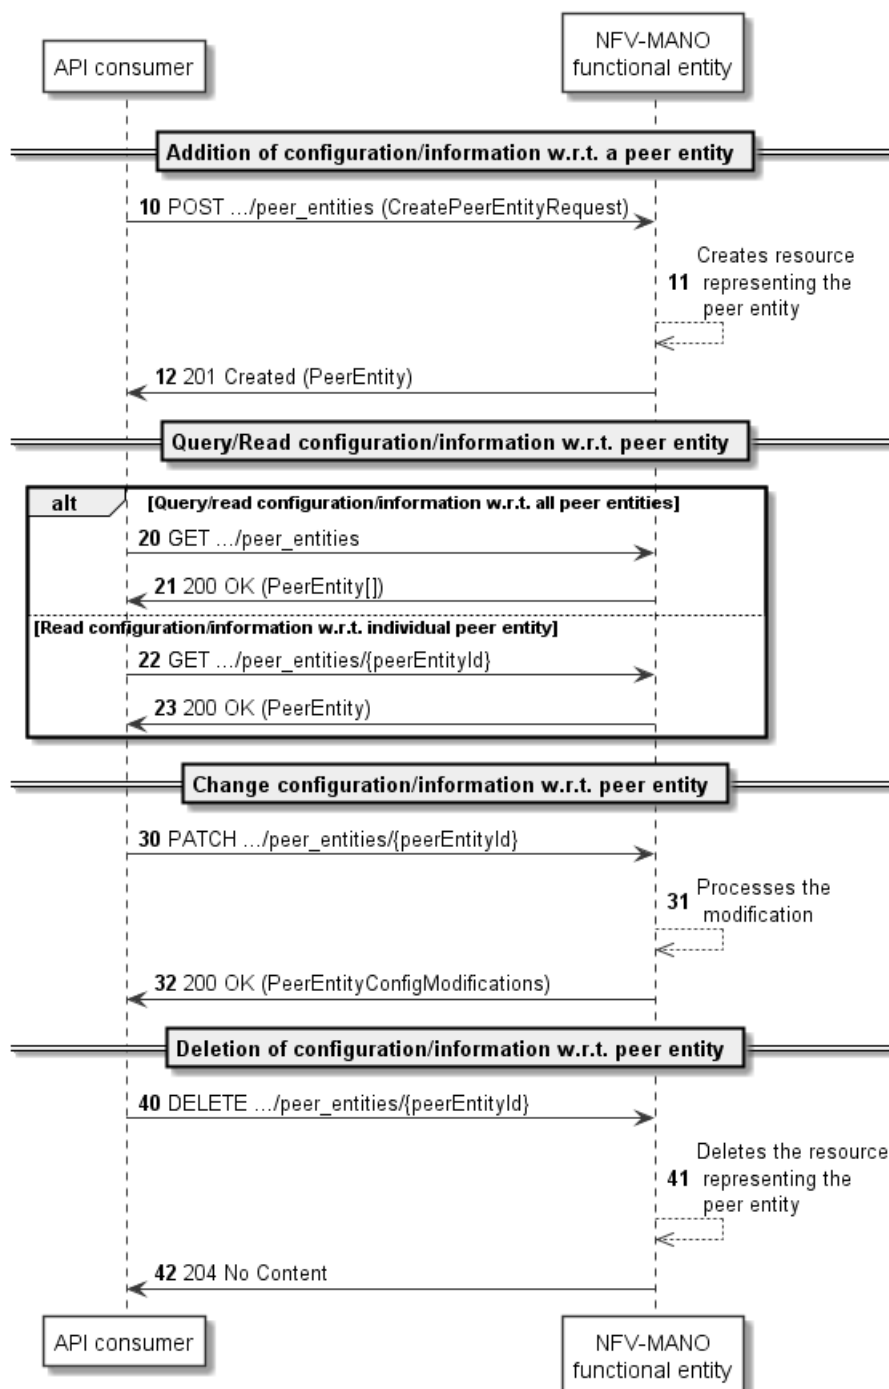 API consumer
NFV-MANO
functional entity
Addition of configuration/information w.r.t. a peer entity
10 POST .../peer_entities (CreatePeerEntityRequest)
Creates resource
11 representing the
peer entity
12 201 Created (PeerEntity)
Query/Read configuration/information w.r.t. peer entity
alt [Query/read configuration/information w.r.t. all peer entities]
20 GET .../peer_entities
21 200 OK (PeerEntity[])
[Read configuration/information w.r.t. individual peer entity]
22 GET .../peer_entities/{peerEntityId}
23 200 OK (PeerEntity)
Change configuration/information w.r.t. peer entity
30 PATCH .../peer_entities/{peerEntityId}
31 Processes the
modification
32 200 OK (PeerEntityConfigModifications)
Deletion of configuration/information w.r.t. peer entity
40 DELETE .../peer_entities/{peerEntityId}
Deletes the resource
41 representing the
peer entity
42 204 No Content
API consumer
NFV-MANO
functional entity